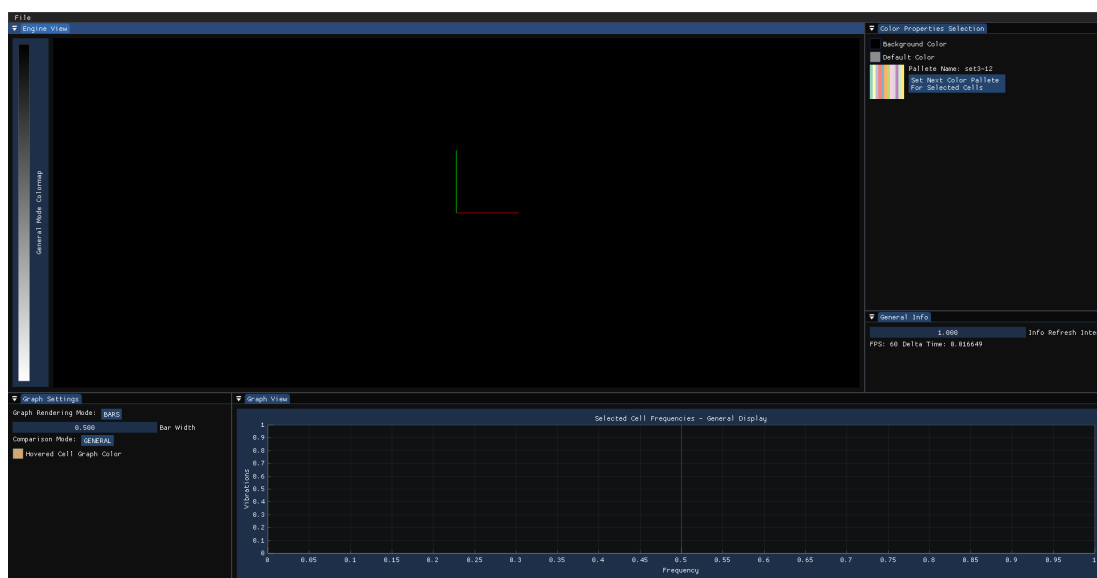 File
Engine View
General Mode Colormap
Color Properties Selection
Background Color
Default Color
Pallete Name: set3-12
Set Next Color Pallete
For Selected Cells
General Info
1.000 Info Refresh Inte
FPS: 60 Delta Time: 0.016649
Graph Settings
Graph Rendering Mode: BARS
0.500 Bar Width
Comparison Mode: GENERAL
Hovered Cell Graph Color
Graph View
Selected Cell Frequencies - General Display
Vibrations
1
0.9
0.8
0.7
0.6
0.5
0.4
0.3
0.2
0.1
0
0 0.05 0.1 0.15 0.2 0.25 0.3 0.35 0.4 0.45 0.5 0.55 0.6 0.65 0.7 0.75 0.8 0.85 0.9 0.95 1
Frequency